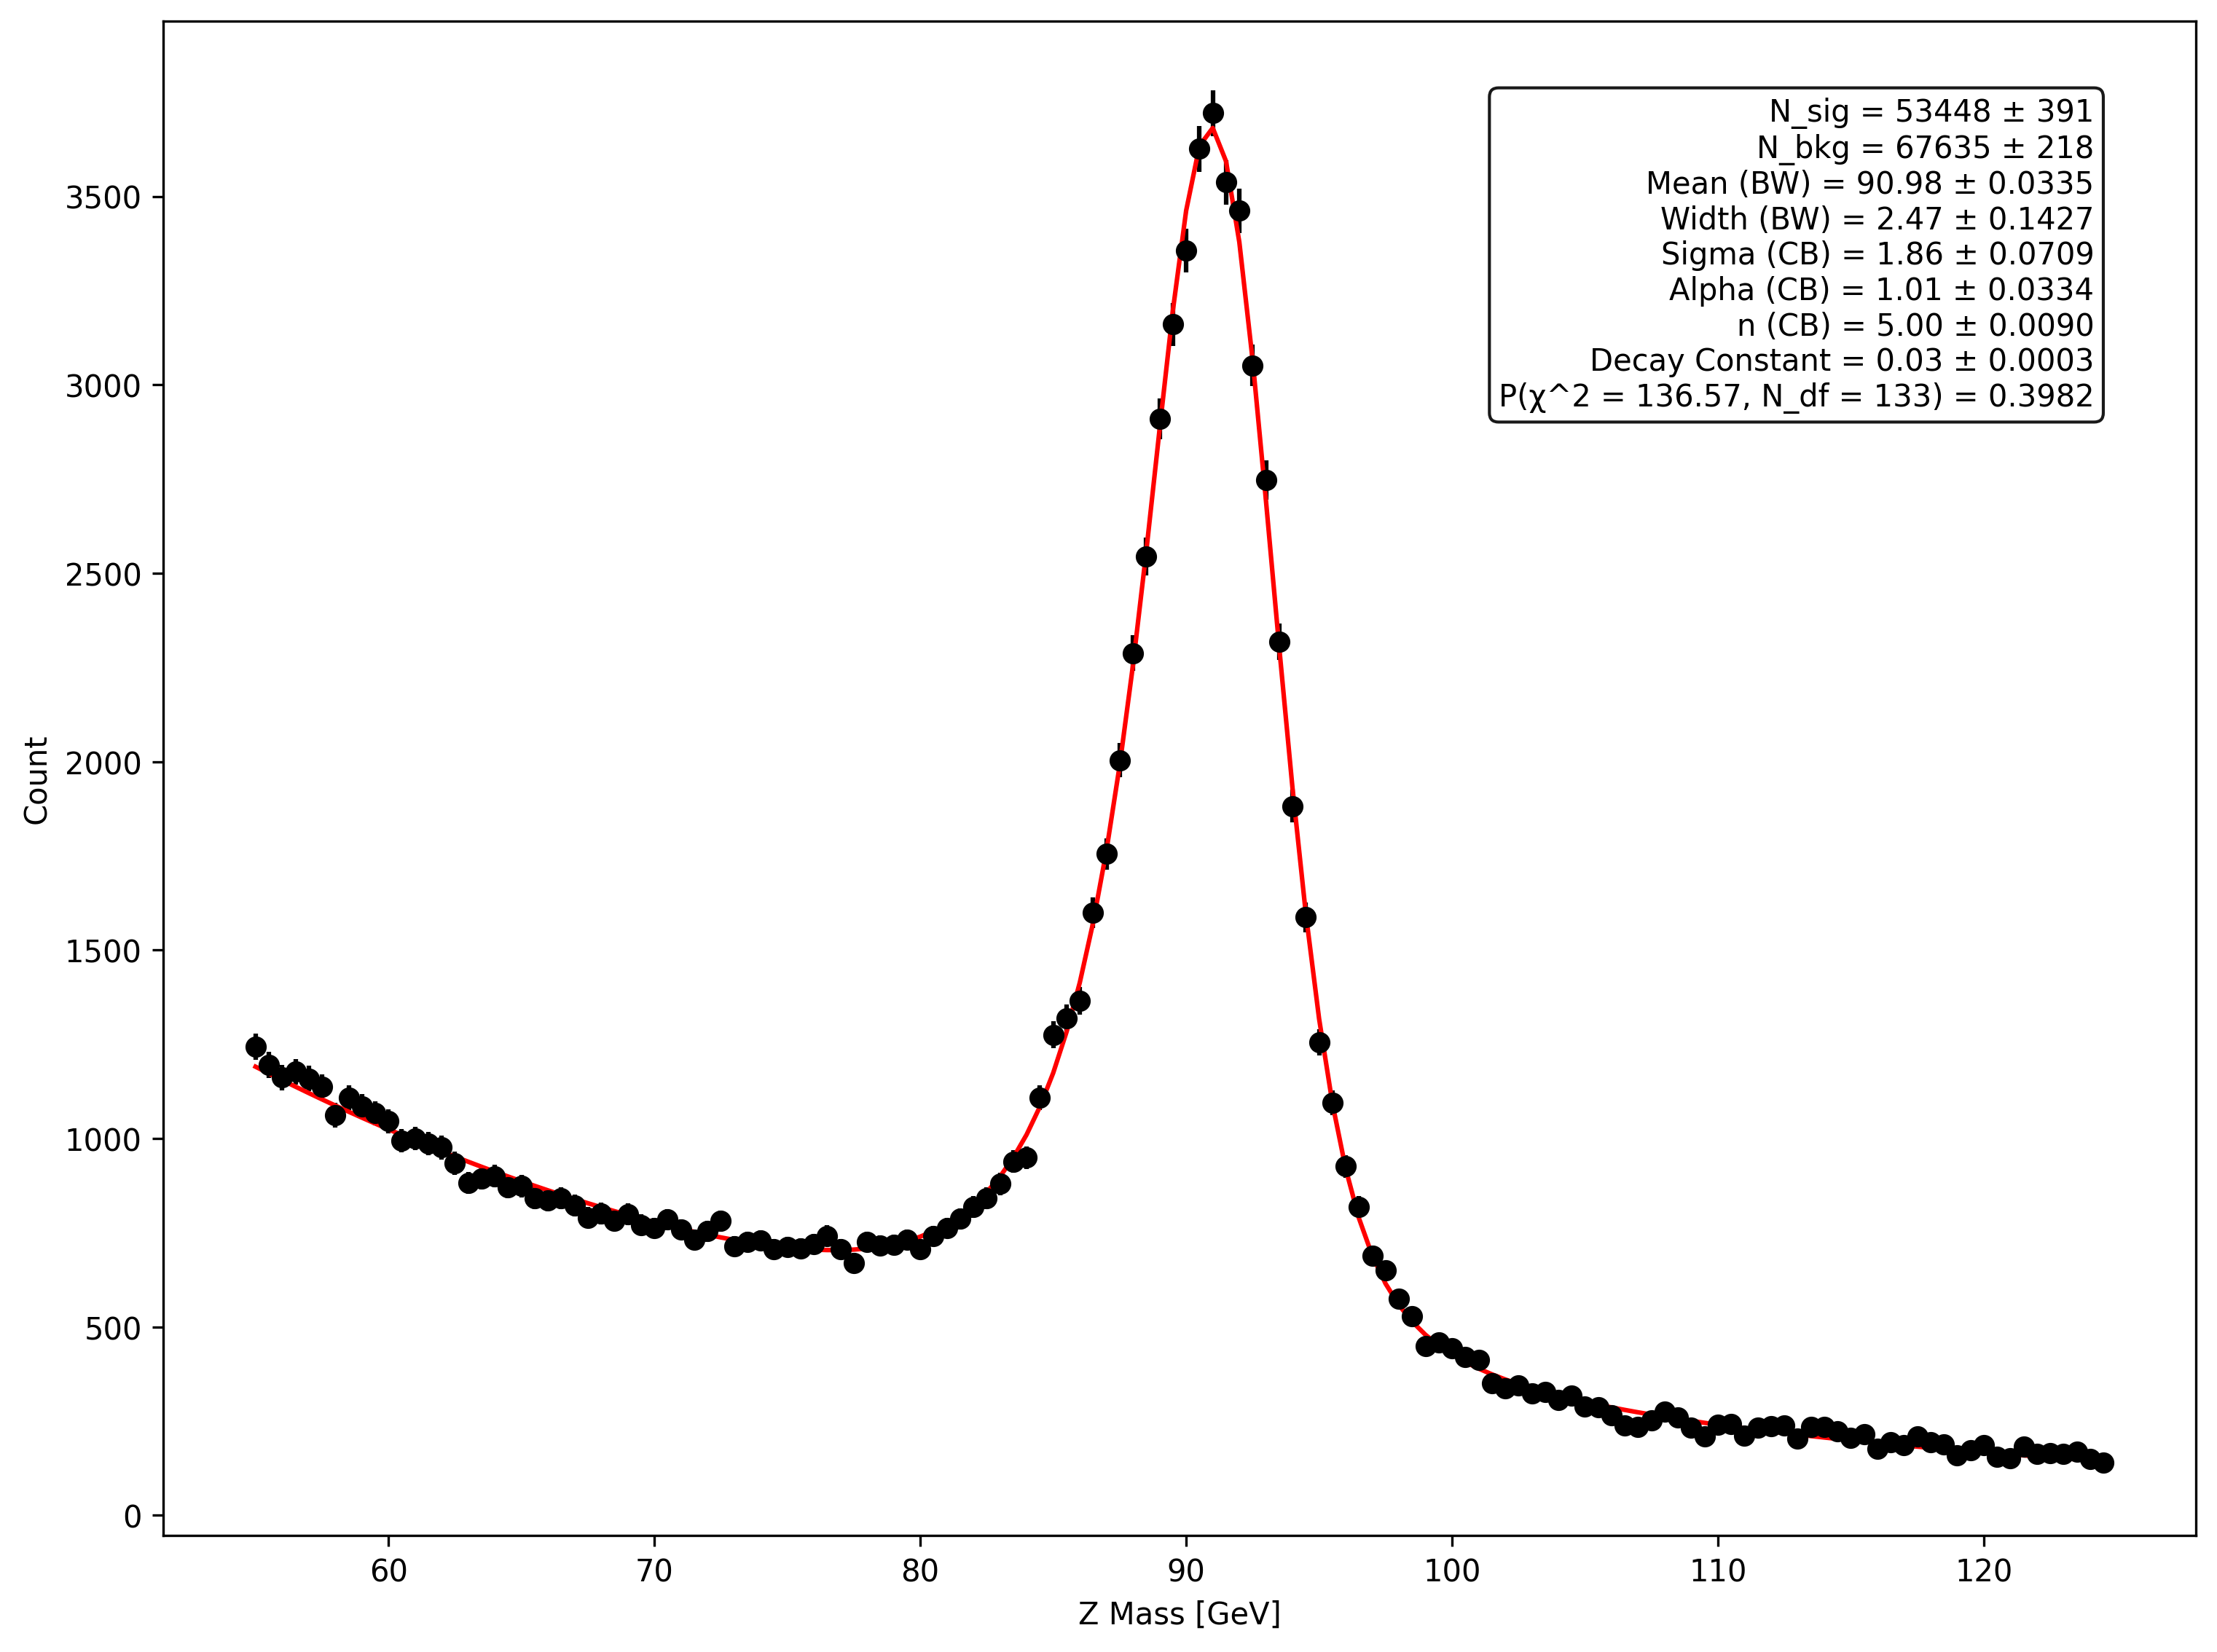 N_sig = 53448 ± 391
N_bkg = 67635 ± 218
Mean (BW) = 90.98 ± 0.0335
Width (BW) = 2.47 ± 0.1427
Sigma (CB) = 1.86 ± 0.0709
Alpha (CB) = 1.01 ± 0.0334
n (CB) = 5.00 ± 0.0090
Decay Constant = 0.03 ± 0.0003
P(χ^2 = 136.57, N_df = 133) = 0.3982
3500
3000
2500
2000
1500
1000
500
0
Count
60 70 80 90 100 110 120
Z Mass [GeV]